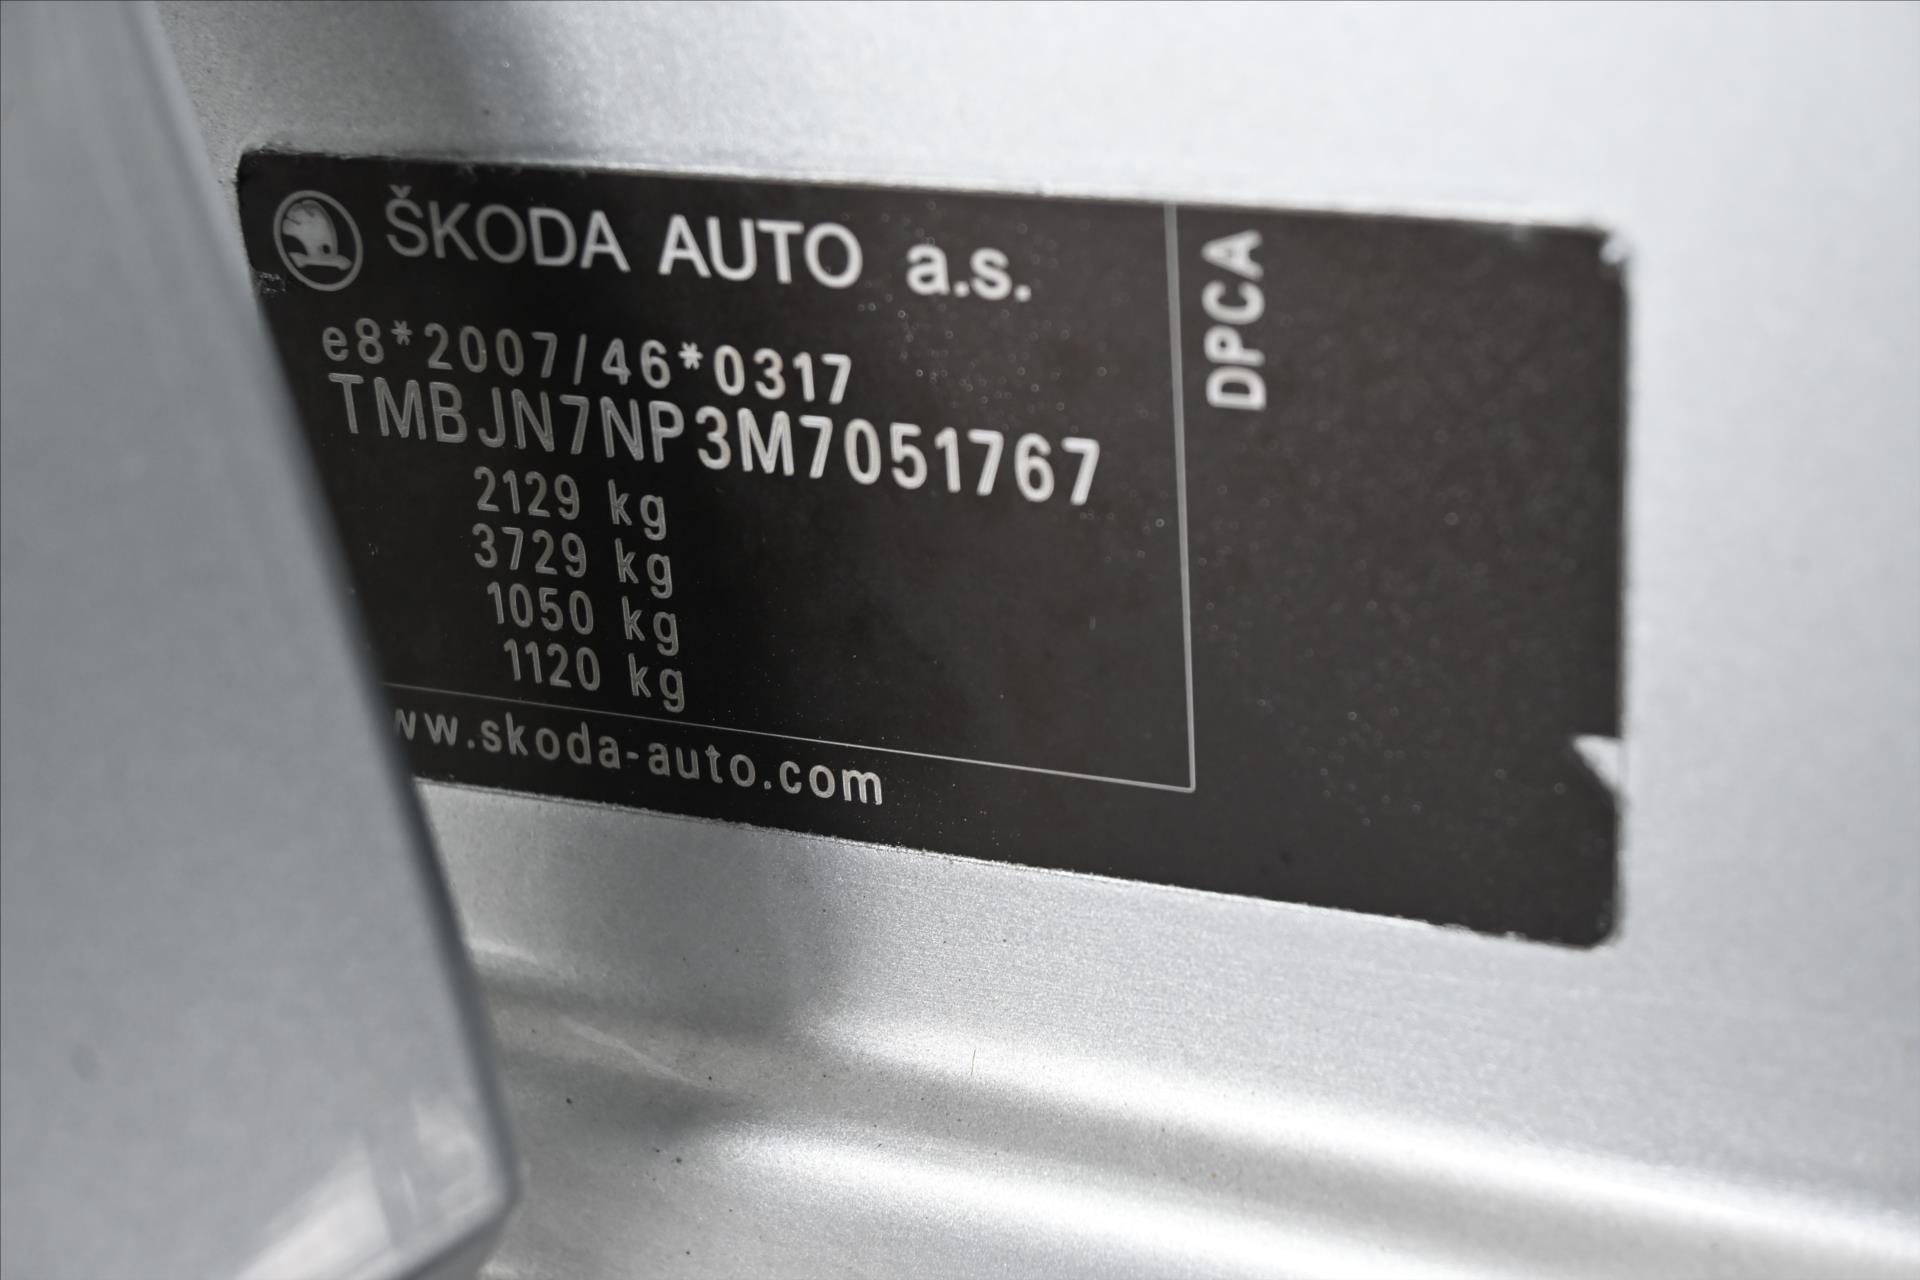 ŠKODA AUTO a.s.
e8*2007/46*0317
TMBJN7NP3M7051767
2129 kg
3729 kg
1050 kg
1120 kg
ww.skoda-auto.com
DPCA